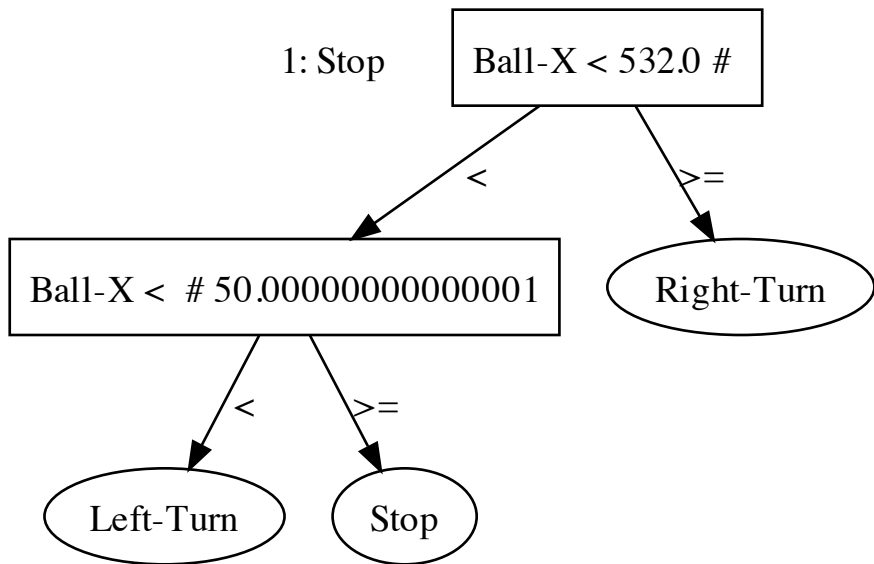 1: Stop
Ball-X < 532.0 #
<
>=
Ball-X <  # 50.00000000000001
Right-Turn
<
>=
Left-Turn
Stop